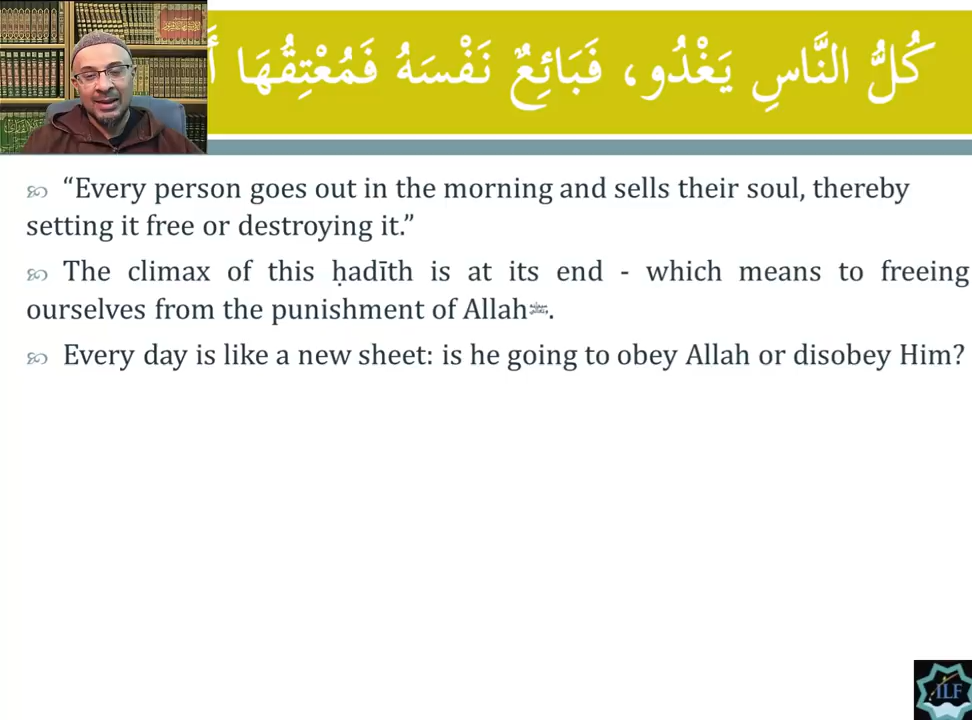 كُلُّ النَّاسِ يَغْدُو، فَبَائِعٌ نَفْسَهُ فَمُعْتِقُهَا
“Every person goes out in the morning and sells their soul, thereby
setting it free or destroying it.”
The climax of this ḥadīth is at its end - which means to freeing
ourselves from the punishment of Allah.
Every day is like a new sheet: is he going to obey Allah or disobey Him?
ILF